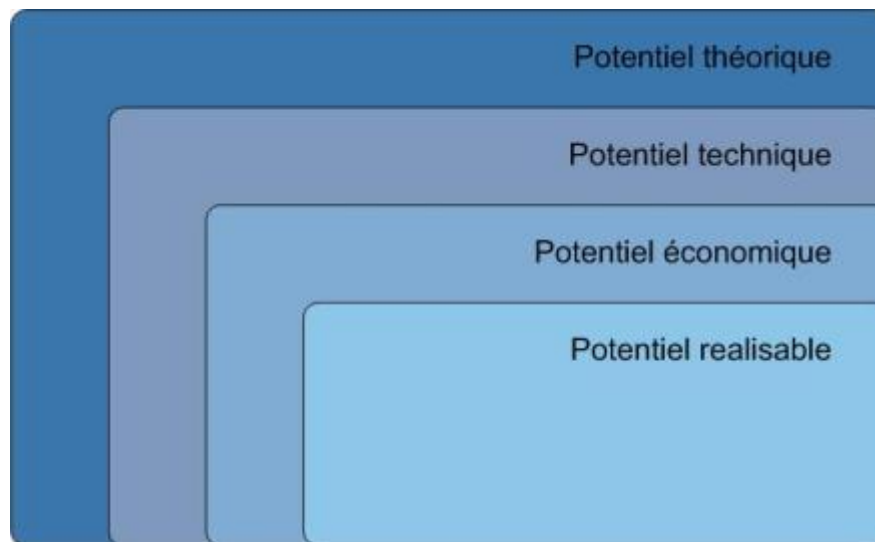 Potentiel théorique
Potentiel technique
Potentiel économique
Potentiel realisable